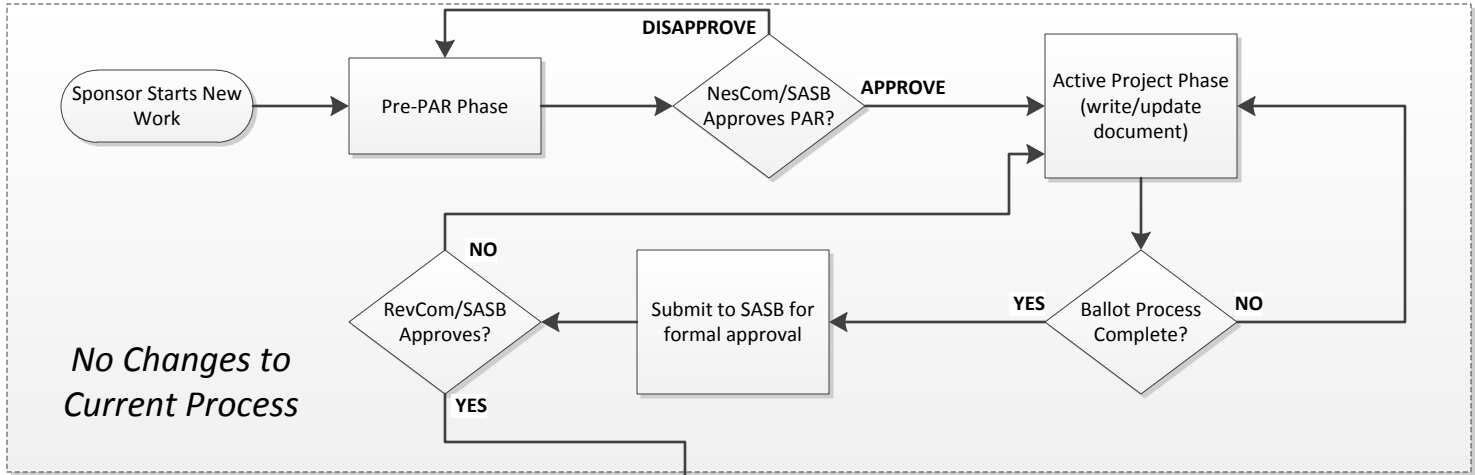 DISAPPROVE
Sponsor Starts New
Work
Pre-PAR Phase
NesCom/SASB
Approves PAR?
APPROVE
Active Project Phase
(write/update
document)
NO
RevCom/SASB
Approves?
Submit to SASB for
formal approval
YES
Ballot Process
Complete?
NO
No Changes to
Current Process
YES